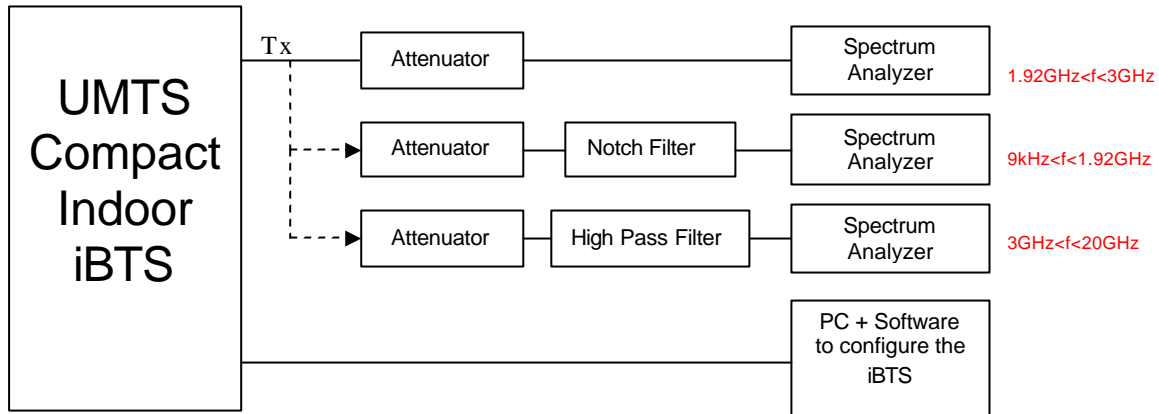 UMTS
Compact
Indoor
iBTS
Tx
Attenuator
Spectrum
Analyzer
1.92GHz<f<3GHz
Attenuator
Notch Filter
Spectrum
Analyzer
9kHz<f<1.92GHz
Attenuator
High Pass Filter
Spectrum
Analyzer
3GHz<f<20GHz
PC + Software
to configure the
iBTS